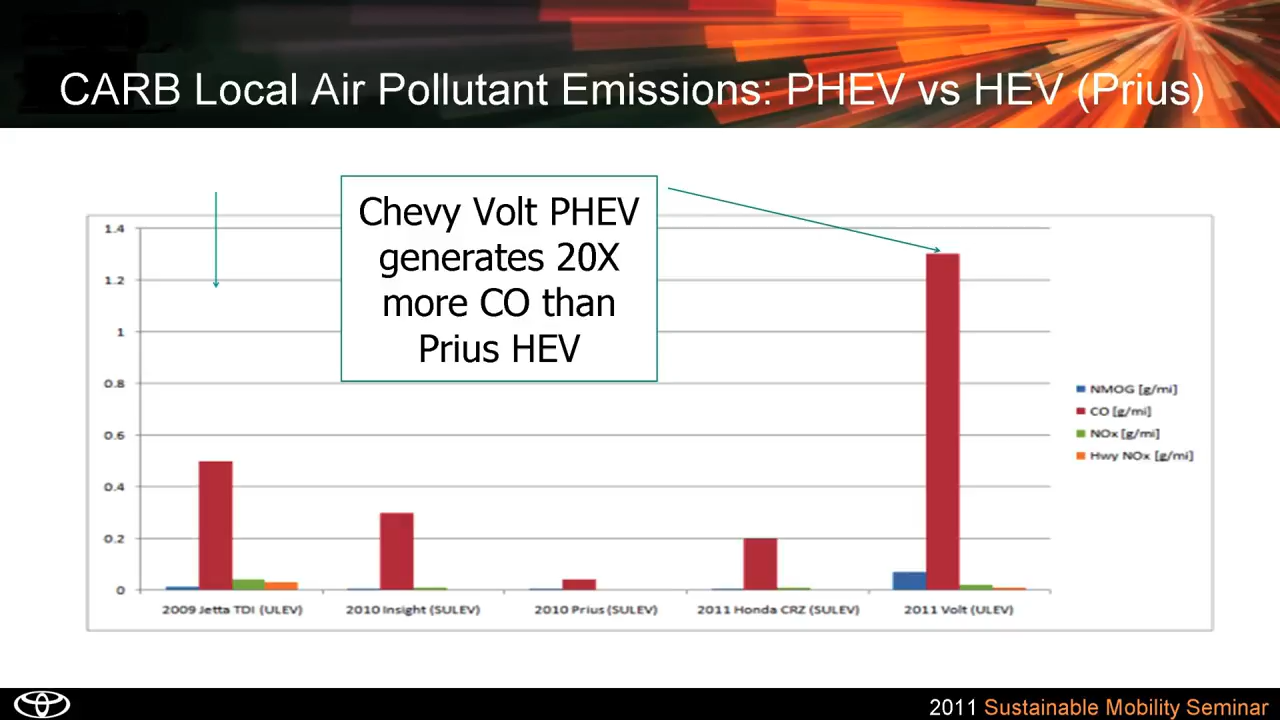 CARB Local Air Pollutant Emissions: PHEV vs HEV (Prius)
Chevy Volt PHEV
generates 20X
more CO than
Prius HEV
1.4
1.2
1
0.8
0.6
0.4
0.2
0
NMOG [g/mi]
CO [g/mi]
NOx [g/mi]
Hwy NOx [g/mi]
2009 Jetta TDI (ULEV)
2010 Insight (SULEV)
2010 Prius (SULEV)
2011 Honda CRZ (SULEV)
2011 Volt (ULEV)
2011 Sustainable Mobility Seminar